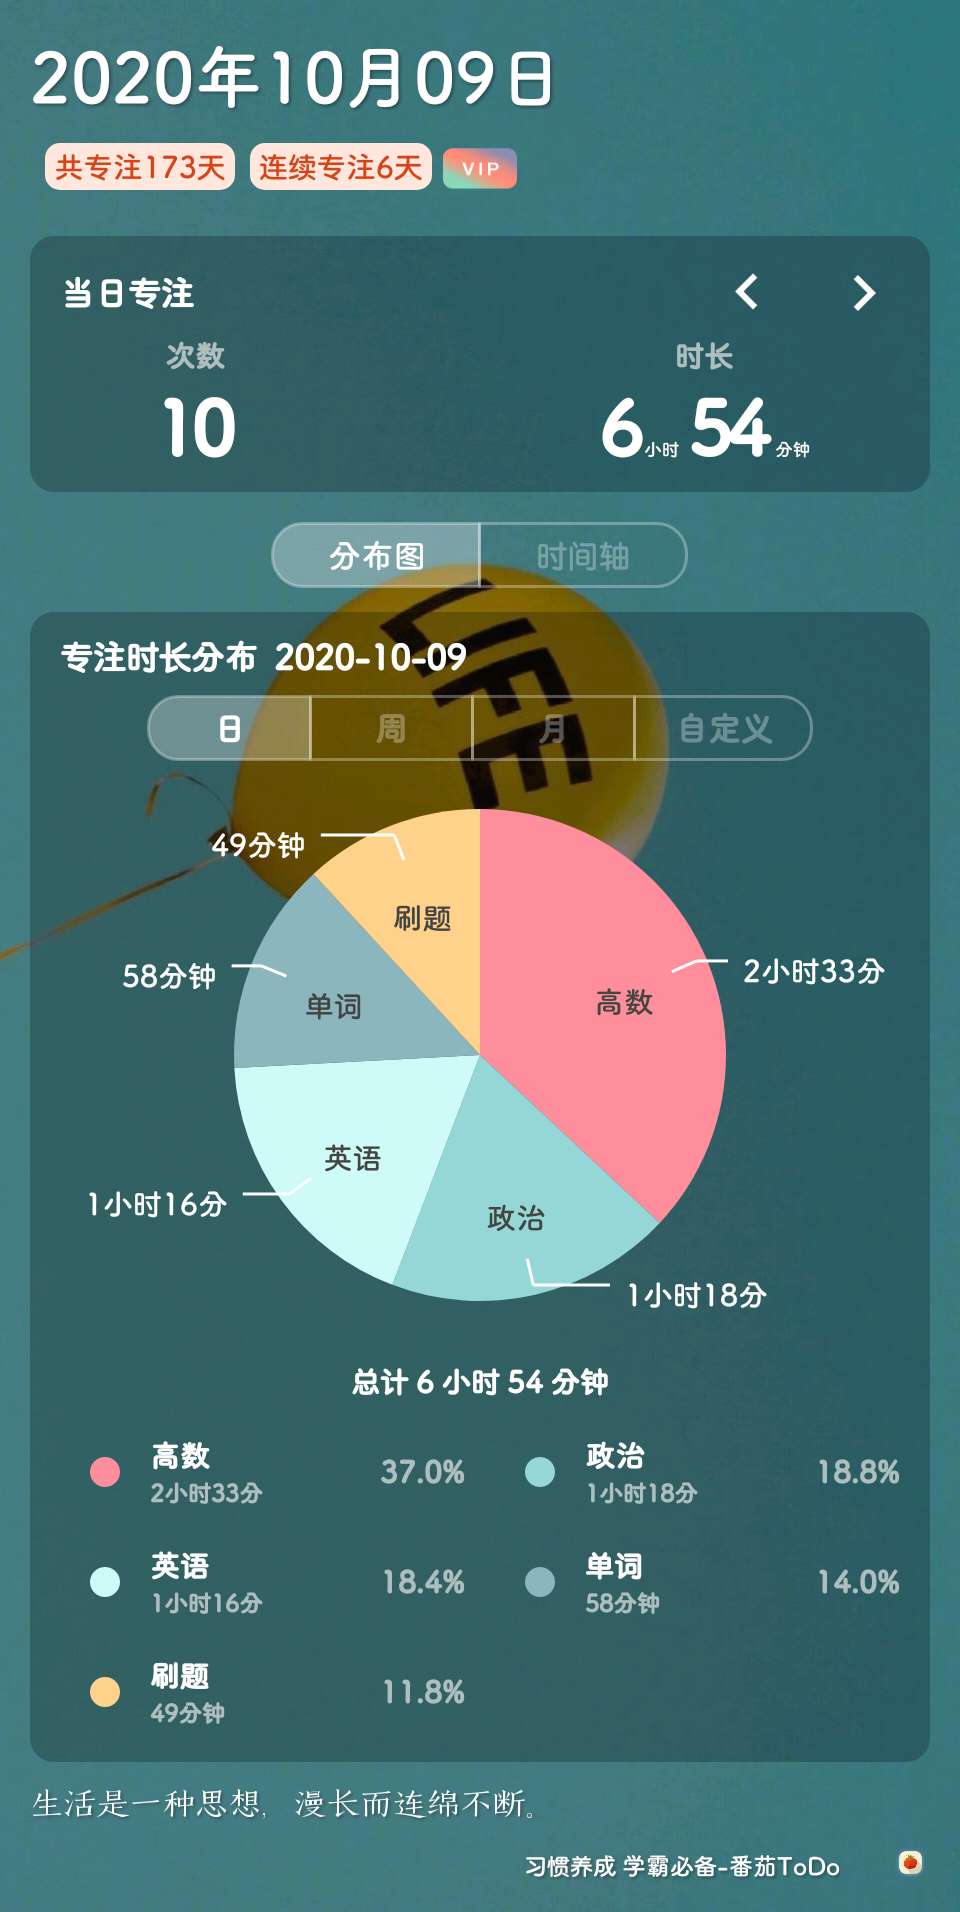 2020年10月09日
共专注173天 连续专注6天 VIP
当日专注
次数 时长
10 6小时54分钟
分布图 时间轴
LIFE
专注时长分布 2020-10-09
日 周 月 自定义
49分钟
刷题
58分钟
单词
2小时33分
高数
英语
1小时16分
政治
1小时18分
总计 6 小时 54 分钟
高数 37.0% 政治 18.8%
2小时33分 1小时18分
英语 18.4% 单词 14.0%
1小时16分 58分钟
刷题 11.8%
49分钟
生活是一种思想，漫长而连绵不断。
习惯养成 学霸必备-番茄ToDo